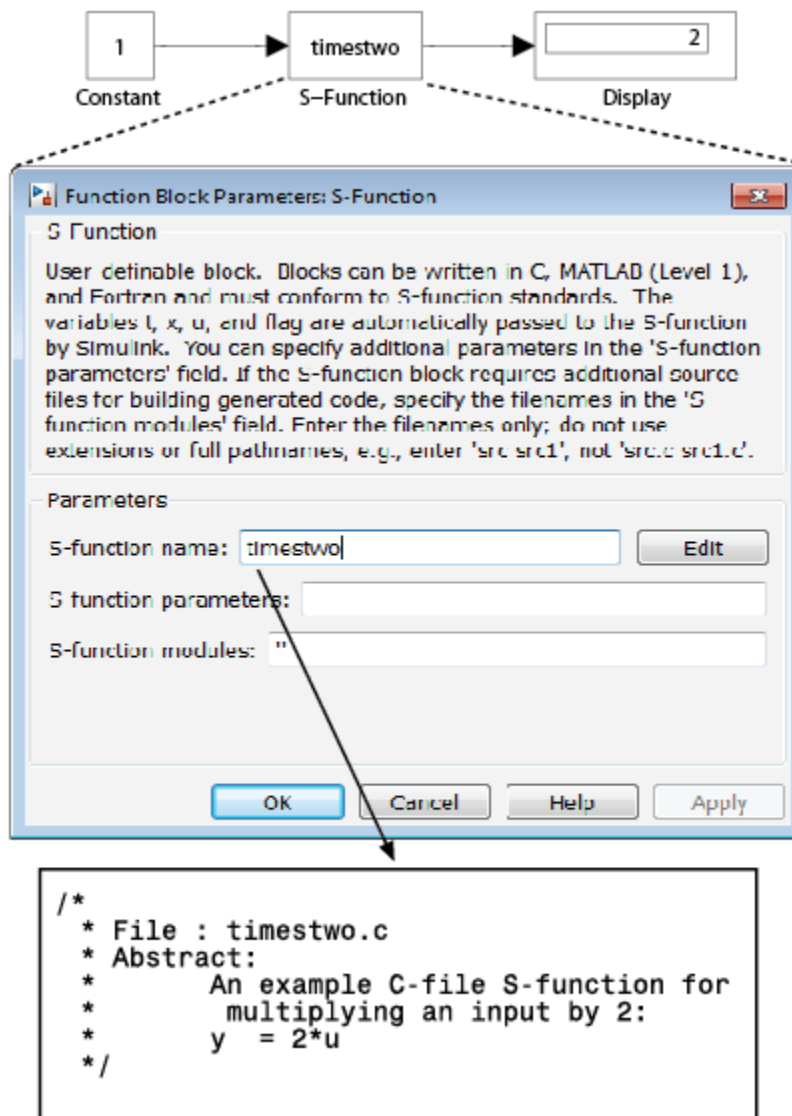 1
timestwo
2
Constant
S-Function
Display
Function Block Parameters: S-Function
S-Function
User definable block.  Blocks can be written in C, MATLAB (Level 1),
and Fortran and must conform to S-function standards.  The
variables t, x, u, and flag are automatically passed to the S-function
by Simulink.  You can specify additional parameters in the 'S-function
parameters' field. If the S-function block requires additional source
files for building generated code, specify the filenames in the 'S-
function modules' field. Enter the filenames only; do not use
extensions or full pathnames, e.g., enter 'src src1', not 'src.c src1.c'.
Parameters
S-function name: timestwo
Edit
S-function parameters:
S-function modules: ''
OK
Cancel
Help
Apply
/*
* File : timestwo.c
* Abstract:
*       An example C-file S-function for
*        multiplying an input by 2:
*       y  = 2*u
*/